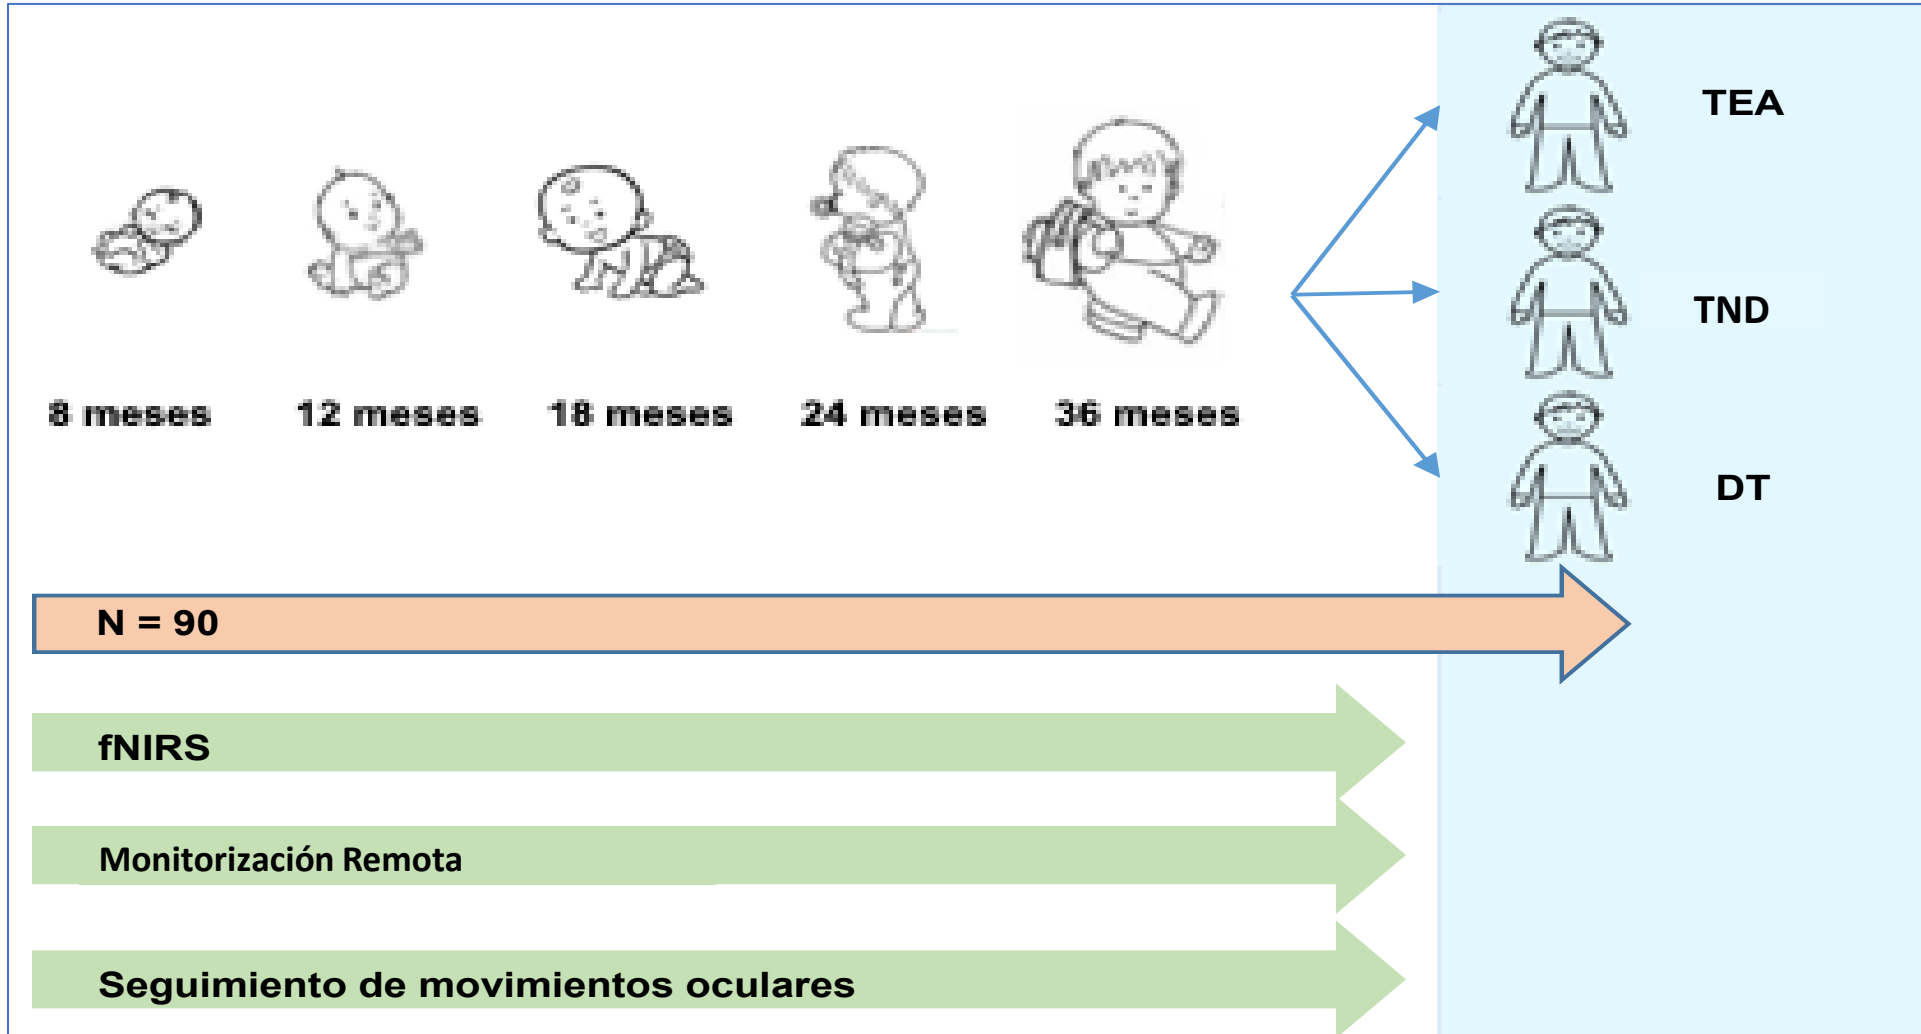 TEA
TND
DT
8 meses
12 meses
18 meses
24 meses
36 meses
N = 90
fNIRS
Monitorización Remota
Seguimiento de movimientos oculares